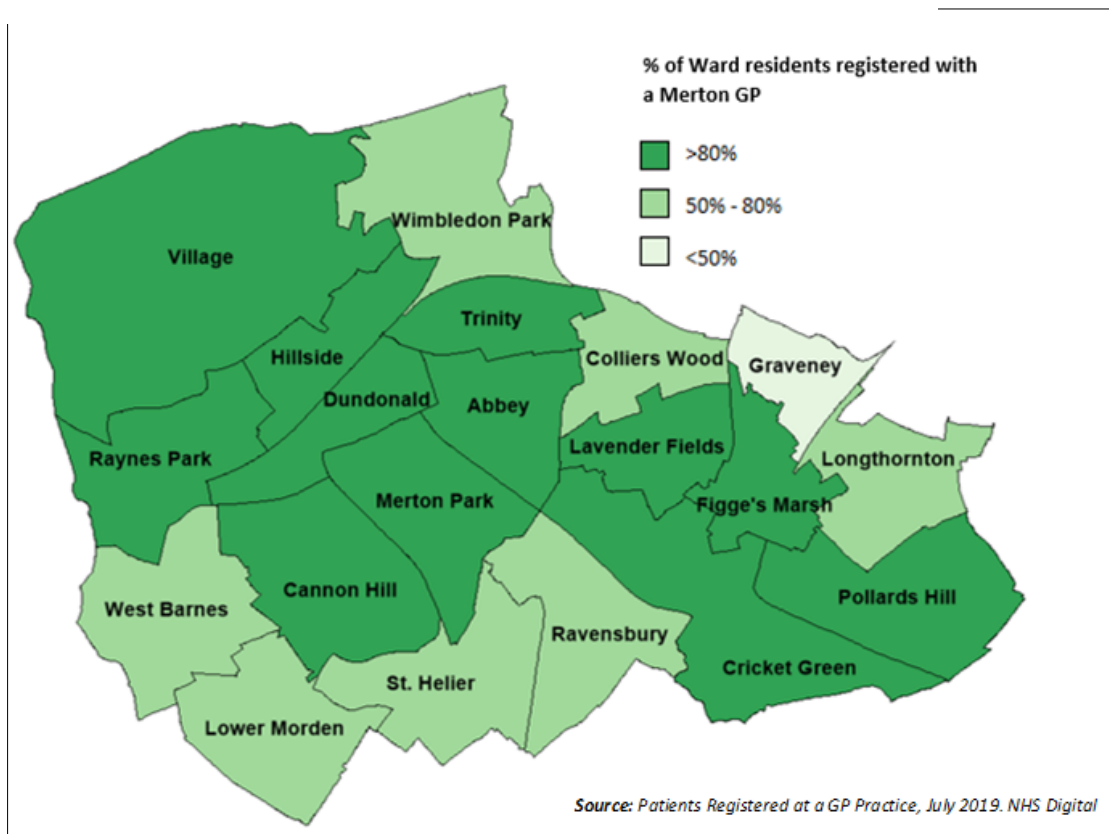 % of Ward residents registered with
a Merton GP
>80%
50% - 80%
<50%
Wimbledon Park
Village
Trinity
Hillside
Colliers Wood
Graveney
Dundonald
Abbey
Raynes Park
Lavender Fields
Longthornton
Merton Park
Figge's Marsh
Cannon Hill
Pollards Hill
West Barnes
Ravensbury
Cricket Green
St. Helier
Lower Morden
Source: Patients Registered at a GP Practice, July 2019. NHS Digital